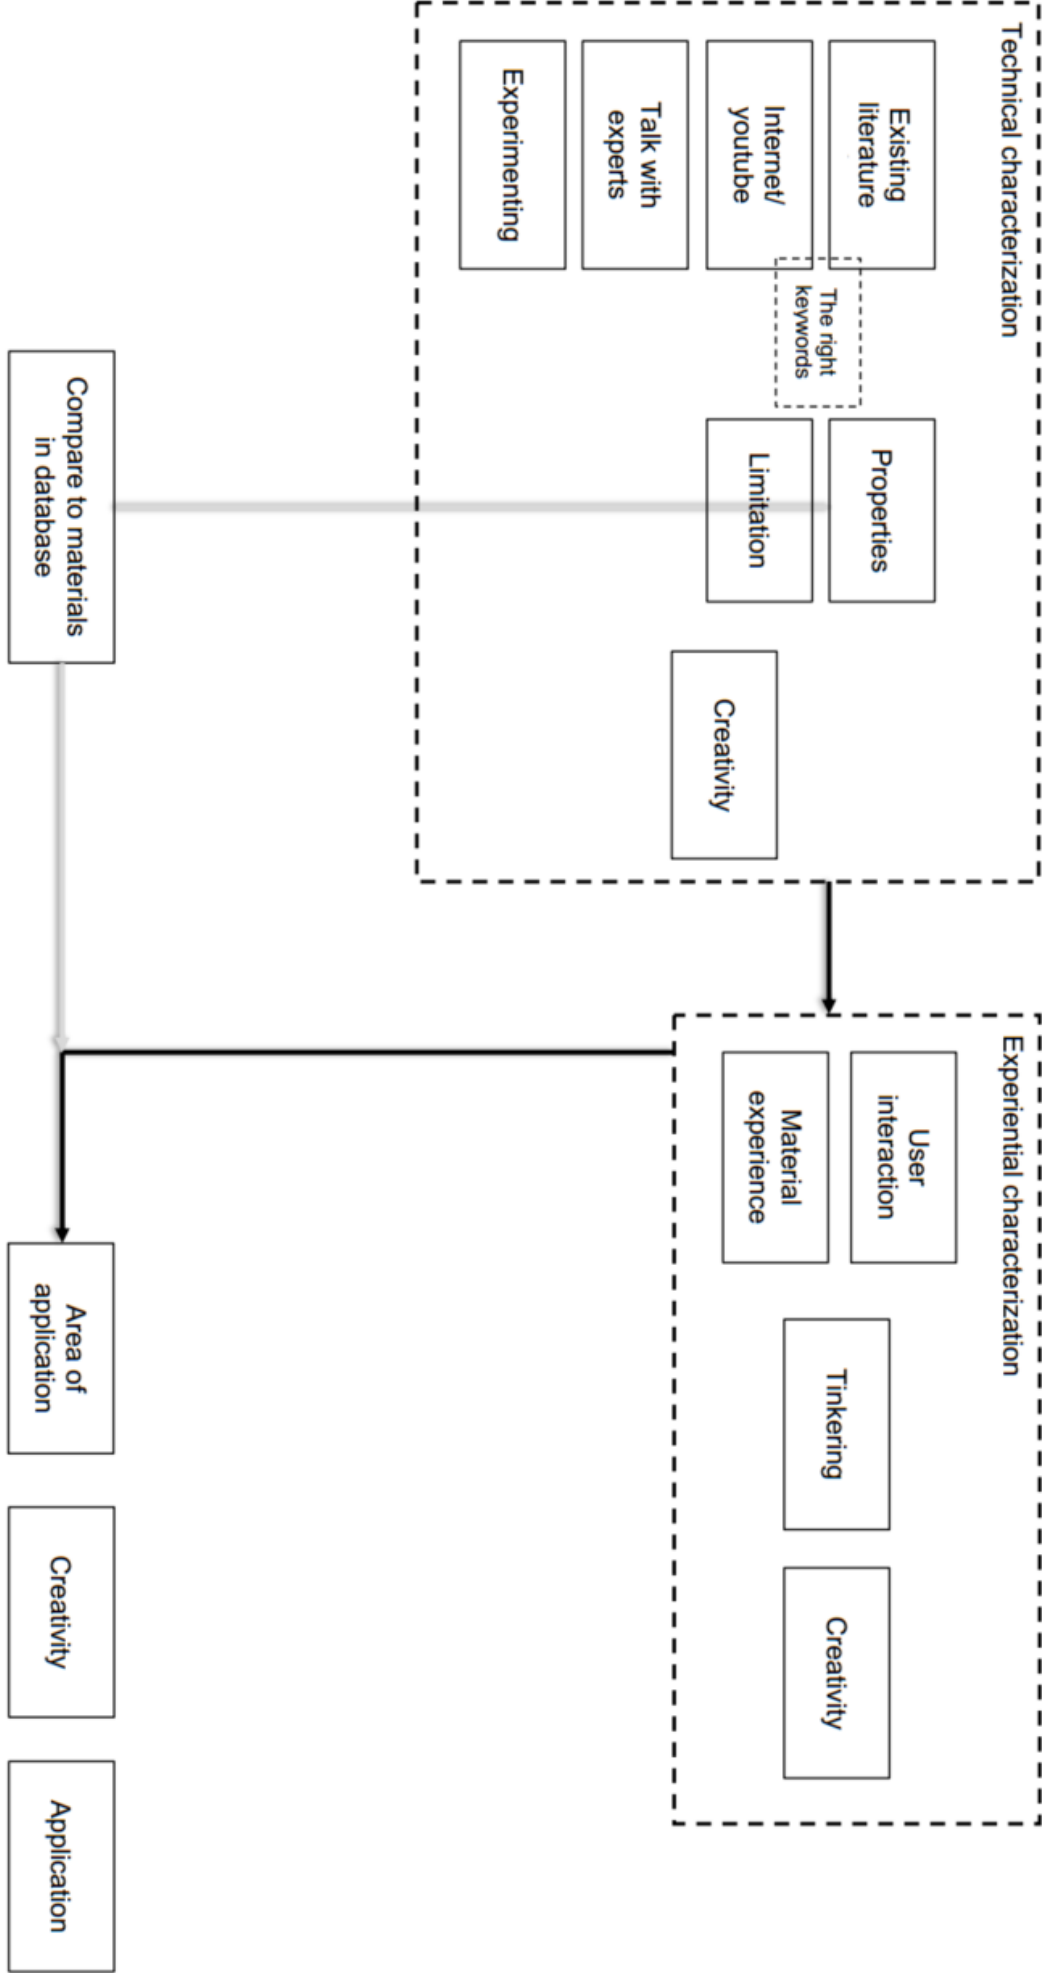 Technical characterization
Existing
literature
Internet/
youtube
Talk with
experts
Experimenting
The right
keywords
Properties
Limitation
Creativity
Experiential characterization
User
interaction
Material
experience
Tinkering
Creativity
Compare to materials
in database
Area of
application
Creativity
Application